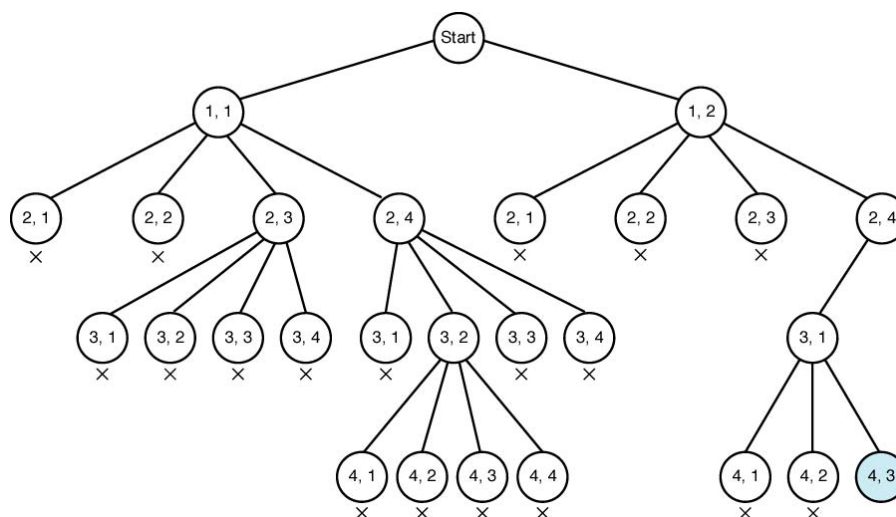 Start
1, 1 1, 2
2, 1 2, 2 2, 3 2, 4 2, 1 2, 2 2, 3 2, 4
× × × × ×
3, 1 3, 2 3, 3 3, 4 3, 1 3, 2 3, 3 3, 4 3, 1
× × × × × × ×
4, 1 4, 2 4, 3 4, 4 4, 1 4, 2 4, 3
× × × × × ×